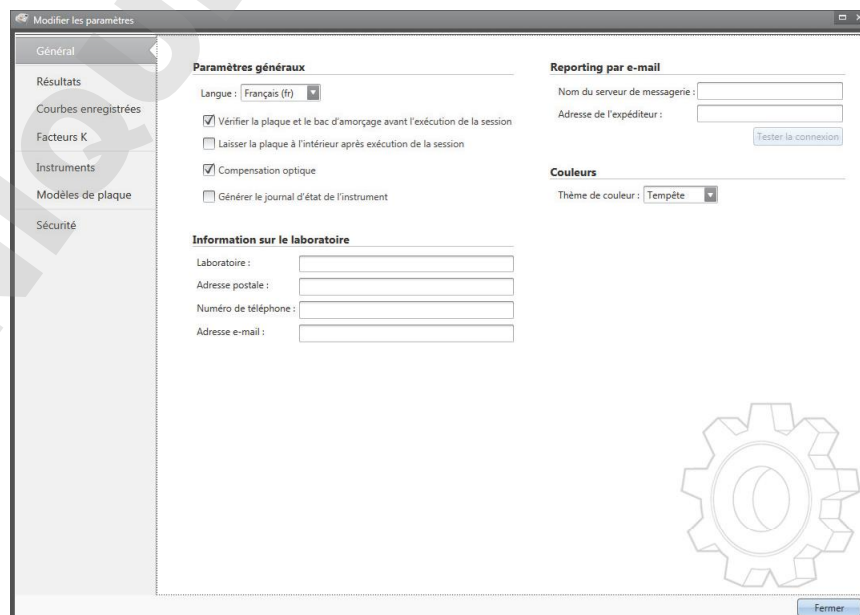 Modifier les paramètres
Général
Résultats
Courbes enregistrées
Facteurs K
Instruments
Modèles de plaque
Sécurité
Paramètres généraux
Langue : Français (fr)
Vérifier la plaque et le bac d'amorçage avant l'exécution de la session
Laisser la plaque à l'intérieur après exécution de la session
Compensation optique
Générer le journal d'état de l'instrument
Information sur le laboratoire
Laboratoire :
Adresse postale :
Numéro de téléphone :
Adresse e-mail :
Reporting par e-mail
Nom du serveur de messagerie :
Adresse de l'expéditeur :
Tester la connexion
Couleurs
Thème de couleur : Tempête
Fermer